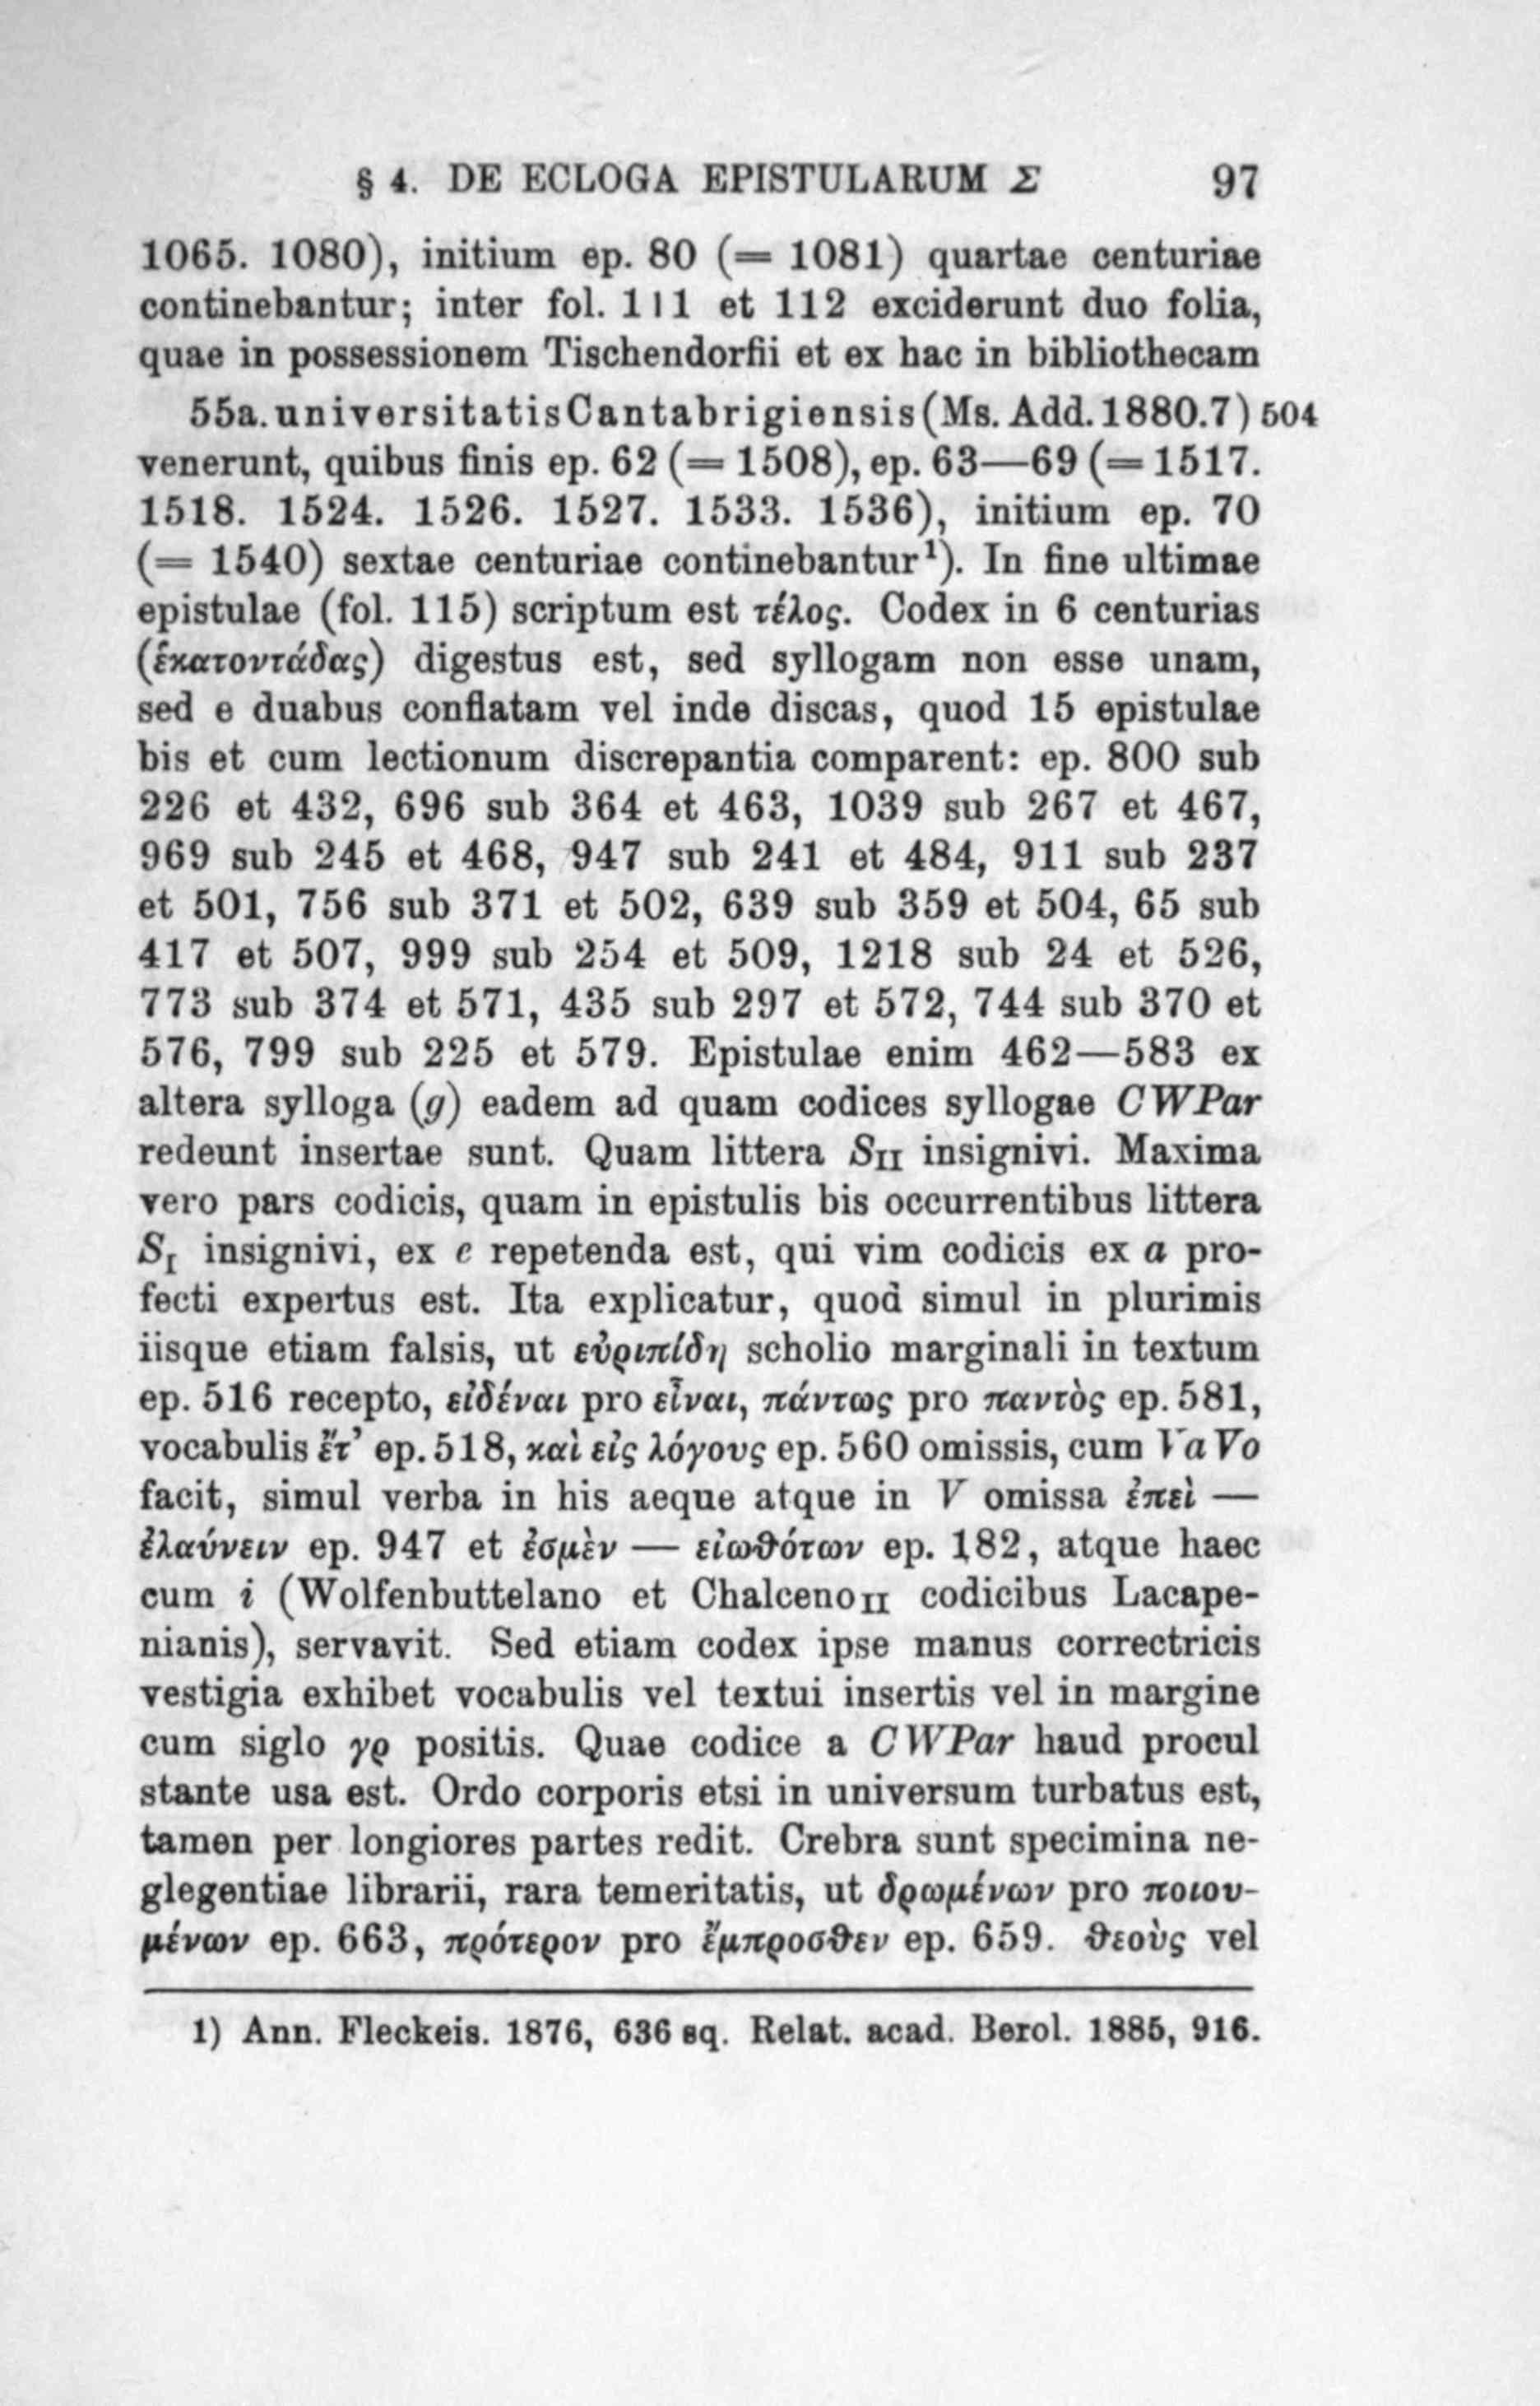 § 4. DE ECLOGA EPISTULARUM Σ 97
1065. 1080), initium ep. 80 (= 1081) quartae centuriae
continebantur; inter fol. 111 et 112 exciderunt duo folia,
quae in possessionem Tischendorfii et ex hac in bibliothecam
55a. universitatis Cantabrigiensis (Ms. Add. 1880.7) 504
venerunt, quibus finis ep. 62 (= 1508), ep. 63—69 (= 1517.
1518. 1524. 1526. 1527. 1533. 1536), initium ep. 70
(= 1540) sextae centuriae continebantur¹). In fine ultimae
epistulae (fol. 115) scriptum est τέλος. Codex in 6 centurias
(ἑκατοντάδας) digestus est, sed syllogam non esse unam,
sed e duabus conflatam vel inde discas, quod 15 epistulae
bis et cum lectionum discrepantia comparent: ep. 800 sub
226 et 432, 696 sub 364 et 463, 1039 sub 267 et 467,
969 sub 245 et 468, 947 sub 241 et 484, 911 sub 237
et 501, 756 sub 371 et 502, 639 sub 359 et 504, 65 sub
417 et 507, 999 sub 254 et 509, 1218 sub 24 et 526,
773 sub 374 et 571, 435 sub 297 et 572, 744 sub 370 et
576, 799 sub 225 et 579. Epistulae enim 462—583 ex
altera sylloga (g) eadem ad quam codices syllogae CWPar
redeunt insertae sunt. Quam littera SII insignivi. Maxima
vero pars codicis, quam in epistulis bis occurrentibus littera
SI insignivi, ex c repetenda est, qui vim codicis ex a pro-
fecti expertus est. Ita explicatur, quod simul in plurimis
iisque etiam falsis, ut εὐριπίδη scholio marginali in textum
ep. 516 recepto, εἰδέναι pro εἶναι, πάντως pro παντὸς ep. 581,
vocabulis ἔτ’ ep. 518, καὶ εἰς λόγους ep. 560 omissis, cum Va Vo
facit, simul verba in his aeque atque in V omissa ἐπεὶ —
ἐλαύνειν ep. 947 et ἐσμὲν — εἰωθότων ep. 182, atque haec
cum i (Wolfenbuttelano et Chalceno II codicibus Lacape-
nianis), servavit. Sed etiam codex ipse manus correctricis
vestigia exhibet vocabulis vel textui insertis vel in margine
cum siglo γρ positis. Quae codice a CWPar haud procul
stante usa est. Ordo corporis etsi in universum turbatus est,
tamen per longiores partes redit. Crebra sunt specimina ne-
glegentiae librarii, rara temeritatis, ut δρωμένων pro ποιου-
μένων ep. 663, πρότερον pro ἔμπροσθεν ep. 659. θεοὺς vel
1) Ann. Fleckeis. 1876, 636 sq. Relat. acad. Berol. 1885, 916.